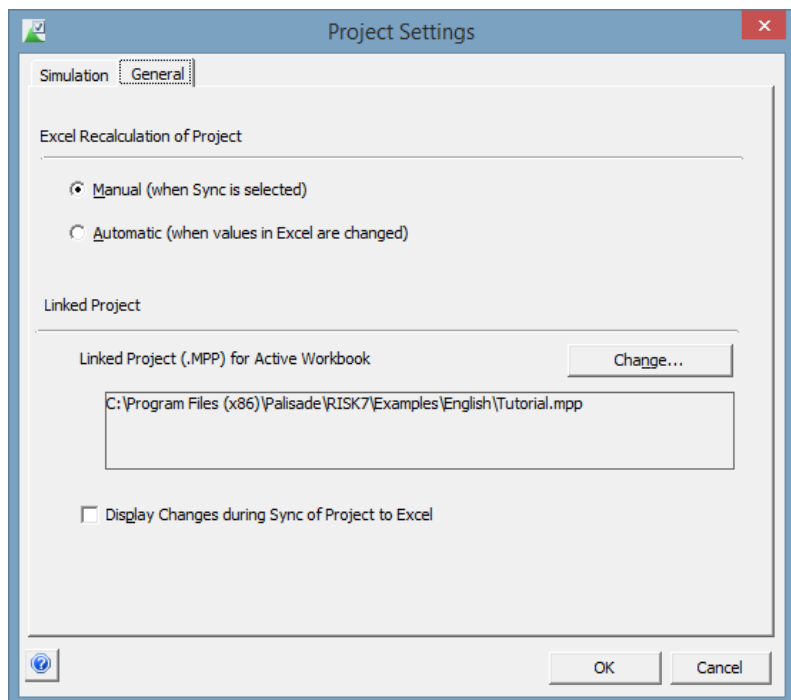 Project Settings
Simulation
General
Excel Recalculation of Project
Manual (when Sync is selected)
Automatic (when values in Excel are changed)
Linked Project
Linked Project (.MPP) for Active Workbook
Change...
C:\Program Files (x86)\Palisade\RISK7\Examples\English\Tutorial.mpp
Display Changes during Sync of Project to Excel
OK
Cancel